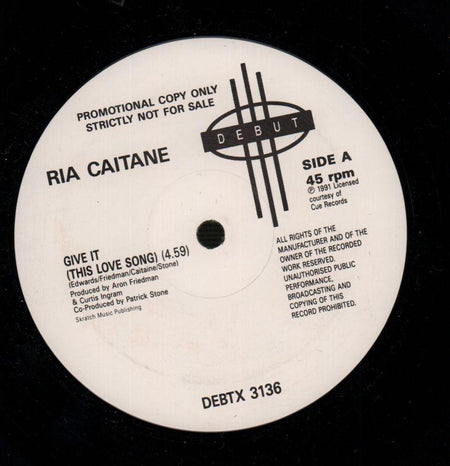 PROMOTIONAL COPY ONLY
STRICTLY NOT FOR SALE
DEBUT
RIA CAITANE
SIDE A
45 rpm
℗ 1991 Licensed
courtesy of
Cue Records
GIVE IT
(THIS LOVE SONG) (4.59)
(Edwards/Friedman/Caitaine/Stone)
Produced by Aron Friedman
& Curtis Ingram
Co-Produced by Patrick Stone
Skratch Music Publishing
ALL RIGHTS OF THE
MANUFACTURER AND OF THE
OWNER OF THE RECORDED
WORK RESERVED.
UNAUTHORISED PUBLIC
PERFORMANCE,
BROADCASTING AND
COPYING OF THIS
RECORD PROHIBITED.
DEBTX 3136